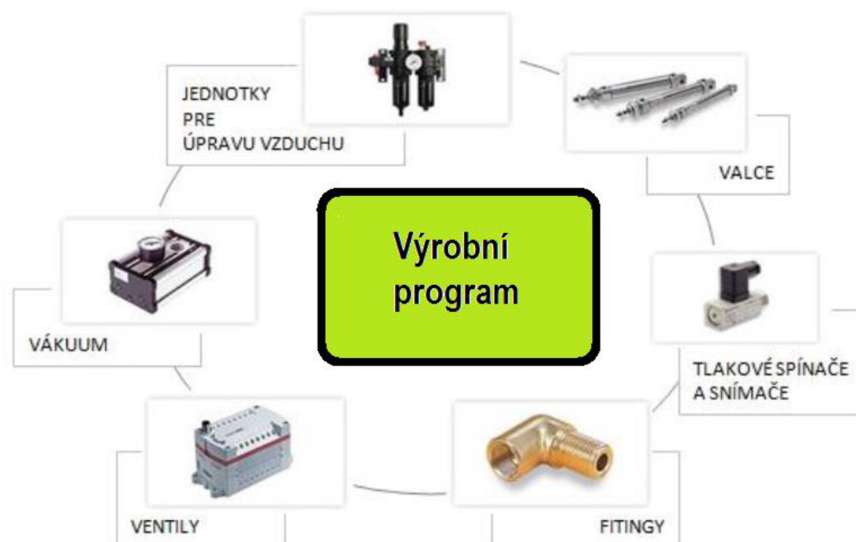 JEDNOTKY
PRE
ÚPRAVU VZDUCHU
VALCE
Výrobní
program
VÁKUUM
TLAKOVÉ SPÍNAČE
A SNÍMAČE
VENTILY
FITINGY